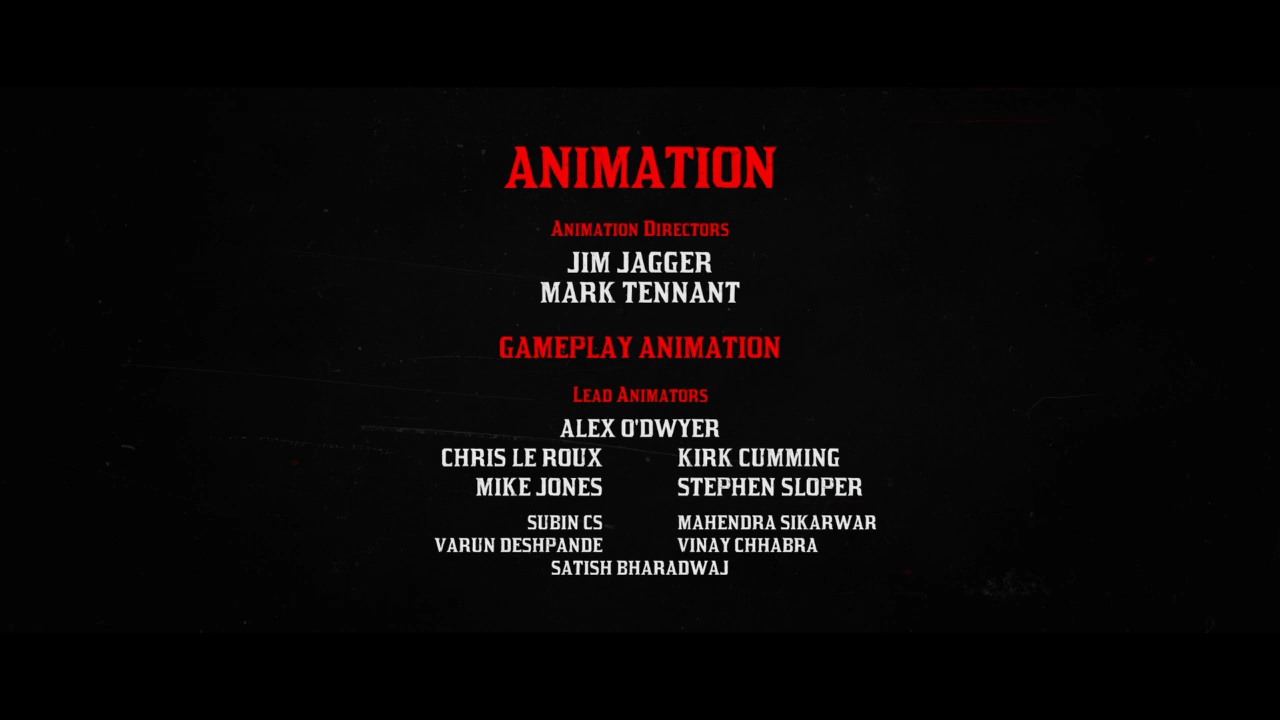 ANIMATION
ANIMATION DIRECTORS
JIM JAGGER
MARK TENNANT
GAMEPLAY ANIMATION
LEAD ANIMATORS
ALEX O'DWYER
CHRIS LE ROUX KIRK CUMMING
MIKE JONES STEPHEN SLOPER
SUBIN CS MAHENDRA SIKARWAR
VARUN DESHPANDE VINAY CHHABRA
SATISH BHARADWAJ